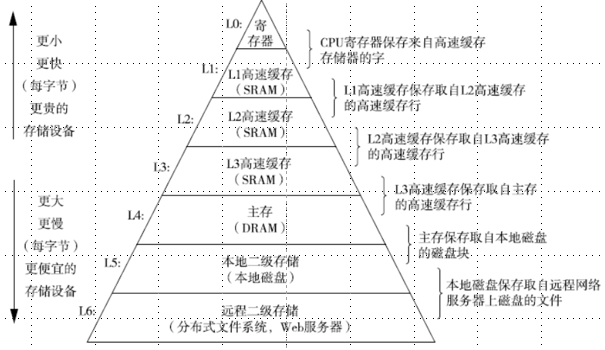 更小
更快
（每字节）
更贵的
存储设备
更大
更慢
（每字节）
更便宜的
存储设备
L0:
寄
存器
CPU寄存器保存来自高速缓存
存储器的字
L1:
L1高速缓存
（SRAM）
L1高速缓存保存取自L2高速缓存
的高速缓存行
L2:
L2高速缓存
（SRAM）
L2高速缓存保存取自L3高速缓存
的高速缓存行
L3:
L3高速缓存
（SRAM）
L3高速缓存保存取自主存
的高速缓存行
L4:
主存
（DRAM）
主存保存取自本地磁盘
的磁盘块
L5:
本地二级存储
（本地磁盘）
本地磁盘保存取自远程网络
服务器上磁盘的文件
L6:
远程二级存储
（分布式文件系统，Web服务器）